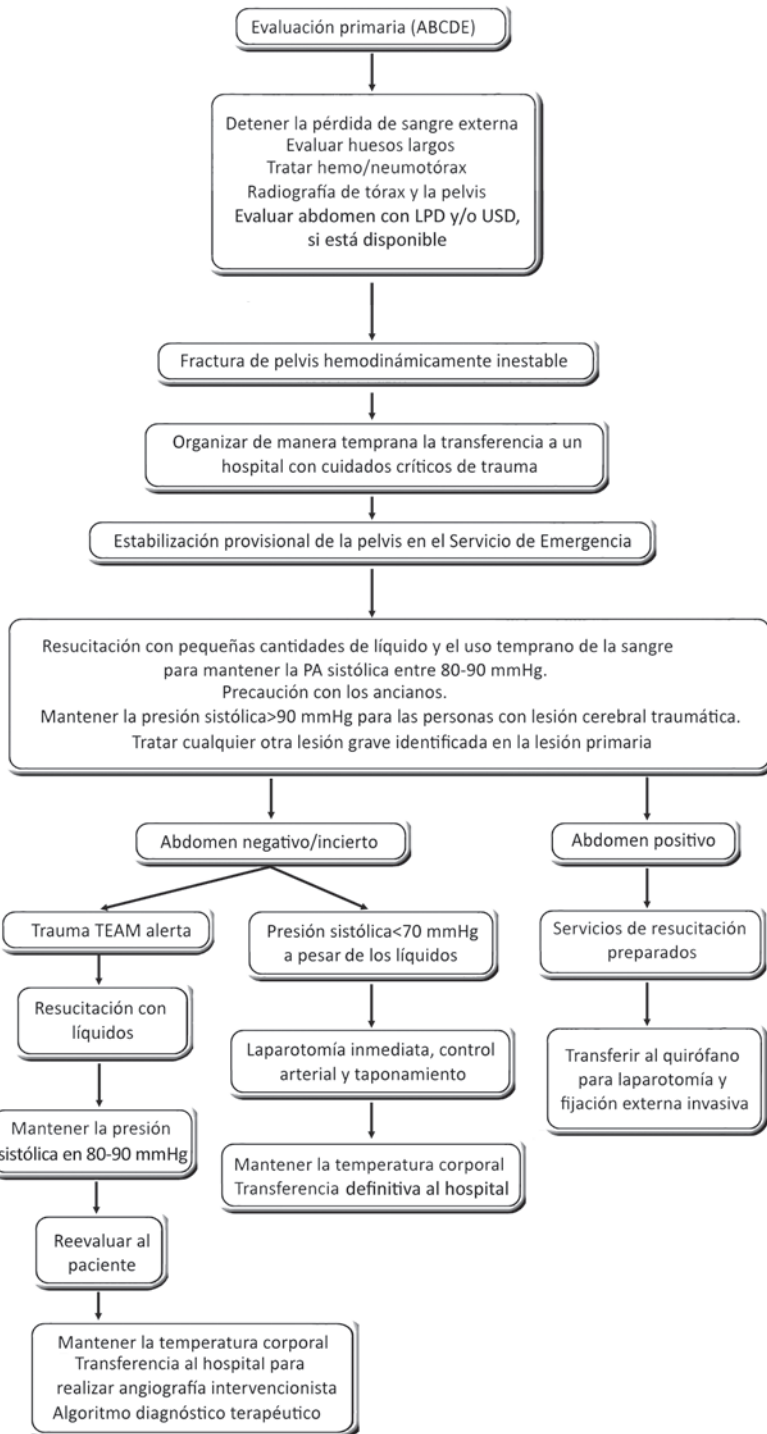 Evaluación primaria (ABCDE)
Detener la pérdida de sangre externa
Evaluar huesos largos
Tratar hemo/neumotórax
Radiografía de tórax y la pelvis
Evaluar abdomen con LPD y/o USD,
si está disponible
Fractura de pelvis hemodinámicamente inestable
Organizar de manera temprana la transferencia a un
hospital con cuidados críticos de trauma
Estabilización provisional de la pelvis en el Servicio de Emergencia
Resucitación con pequeñas cantidades de líquido y el uso temprano de la sangre
para mantener la PA sistólica entre 80-90 mmHg.
Precaución con los ancianos.
Mantener la presión sistólica>90 mmHg para las personas con lesión cerebral traumática.
Tratar cualquier otra lesión grave identificada en la lesión primaria
Abdomen negativo/incierto
Abdomen positivo
Trauma TEAM alerta
Presión sistólica<70 mmHg
a pesar de los líquidos
Servicios de resucitación
preparados
Resucitación con
líquidos
Laparotomía inmediata, control
arterial y taponamiento
Transferir al quirófano
para laparotomía y
fijación externa invasiva
Mantener la presión
sistólica en 80-90 mmHg
Mantener la temperatura corporal
Transferencia definitiva al hospital
Reevaluar al
paciente
Mantener la temperatura corporal
Transferencia al hospital para
realizar angiografía intervencionista
Algoritmo diagnóstico terapéutico